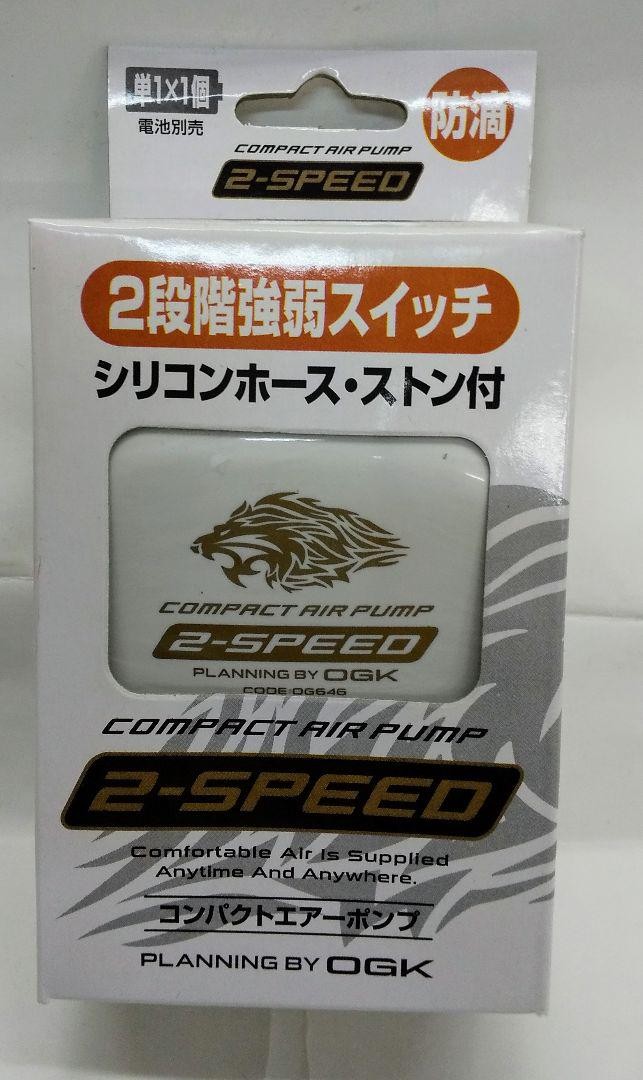 単1×1個
電池別売
防滴
COMPACT AIR PUMP
2-SPEED
2段階強弱スイッチ
シリコンホース・ストン付
COMPACT AIR PUMP
2-SPEED
PLANNING BY OGK
CODE:OG646
COMPACT AIR PUMP
2-SPEED
Comfortable Air Is Supplied
Anytime And Anywhere.
コンパクトエアーポンプ
PLANNING BY OGK